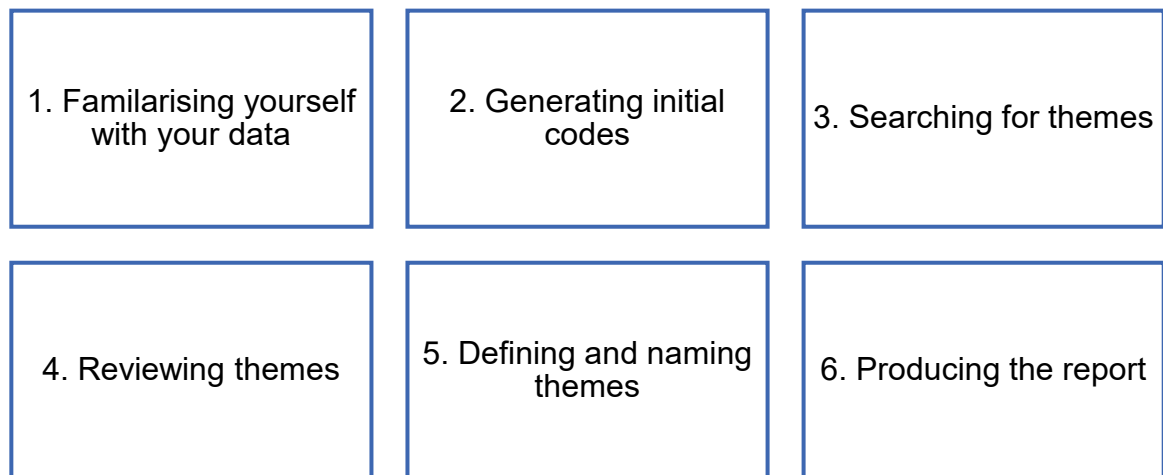 1. Familarising yourself
with your data
2. Generating initial
codes
3. Searching for themes
4. Reviewing themes
5. Defining and naming
themes
6. Producing the report